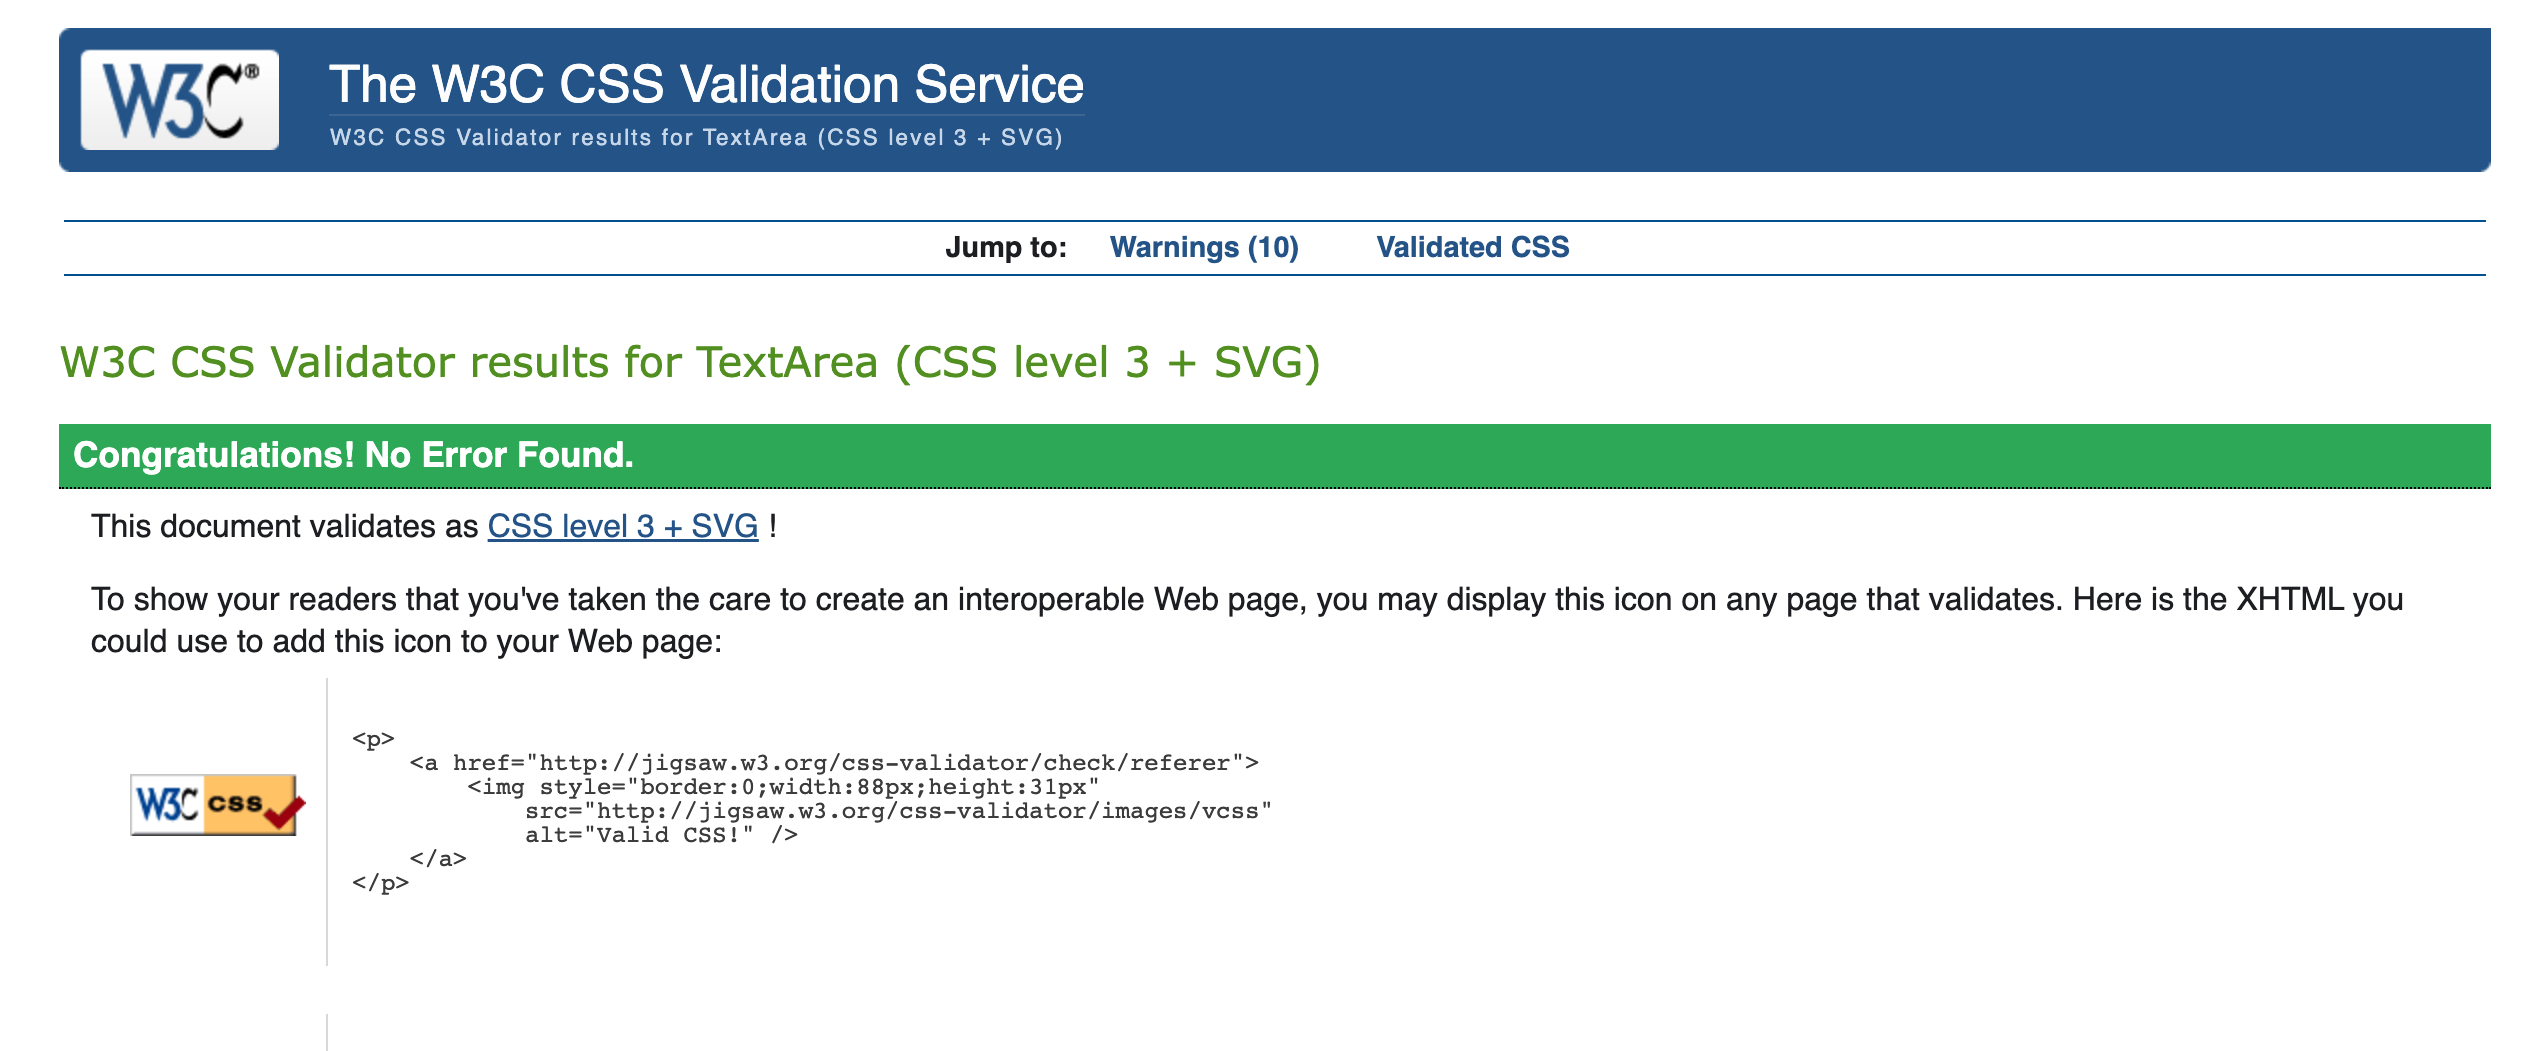 W3C®
The W3C CSS Validation Service
W3C CSS Validator results for TextArea (CSS level 3 + SVG)
Jump to: Warnings (10) Validated CSS
W3C CSS Validator results for TextArea (CSS level 3 + SVG)
Congratulations! No Error Found.
This document validates as CSS level 3 + SVG !
To show your readers that you've taken the care to create an interoperable Web page, you may display this icon on any page that validates. Here is the XHTML you
could use to add this icon to your Web page:
W3C css
<p>
    <a href="http://jigsaw.w3.org/css-validator/check/referer">
        <img style="border:0;width:88px;height:31px"
            src="http://jigsaw.w3.org/css-validator/images/vcss"
            alt="Valid CSS!" />
    </a>
</p>